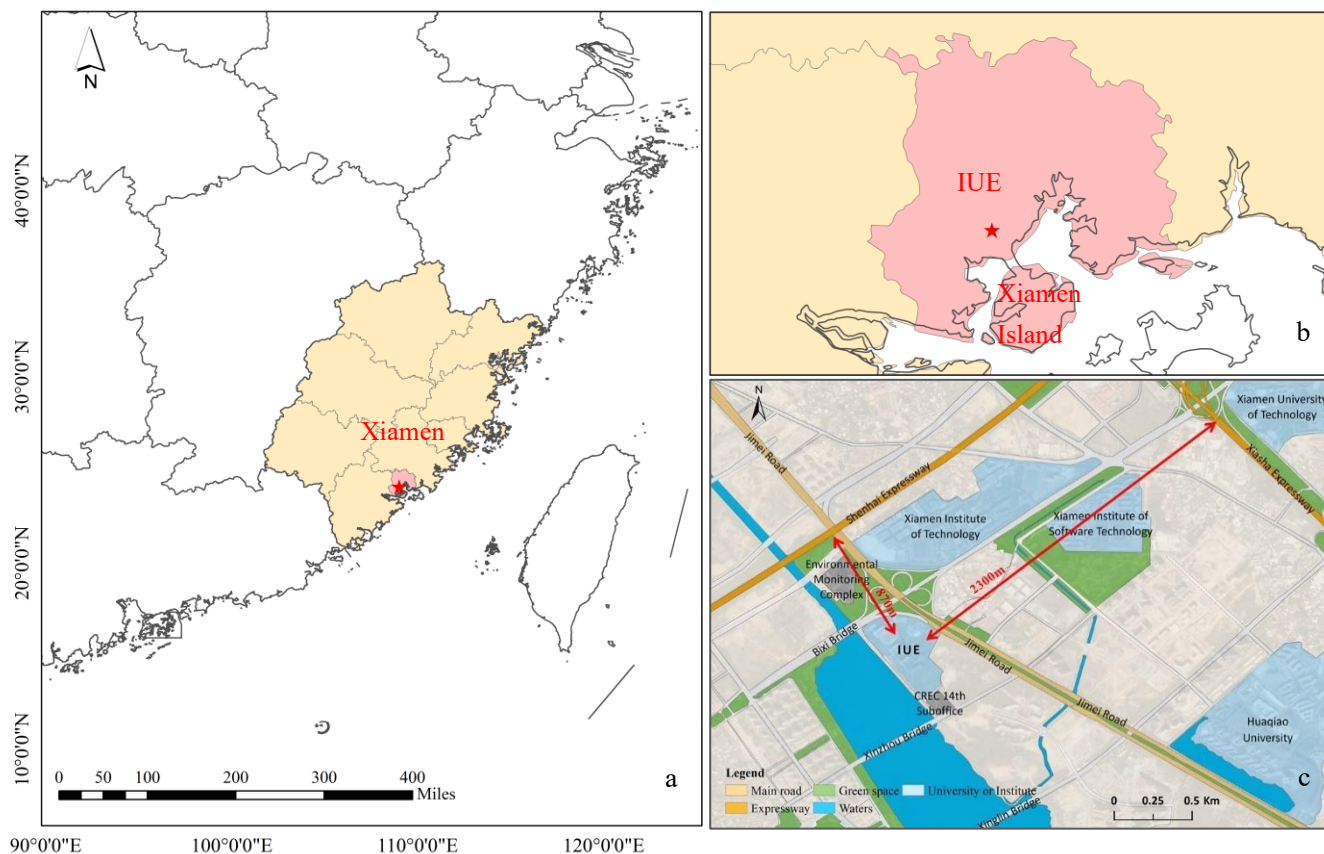 N
40°0'0"N
30°0'0"N
20°0'0"N
10°0'0"N
Xiamen
0 50 100 200 300 400
Miles
a
90°0'0"E 100°0'0"E 110°0'0"E 120°0'0"E
IUE
Xiamen
Island
b
N
Jimei Road
Shenhai Expressway
Xiamen University
of Technology
Xiasha Expressway
Xiamen Institute
of Technology
Xiamen Institute of
Software Technology
Environmental
Monitoring
Complex
870m
2300m
Bixi Bridge
IUE
Jimei Road
CREC 14th
Suboffice
Jimei Road
Xinzhou Bridge
Huaqiao
University
Xinglin Bridge
Legend
Main road Green space University or Institute
Expressway Waters
0 0.25 0.5 Km
c